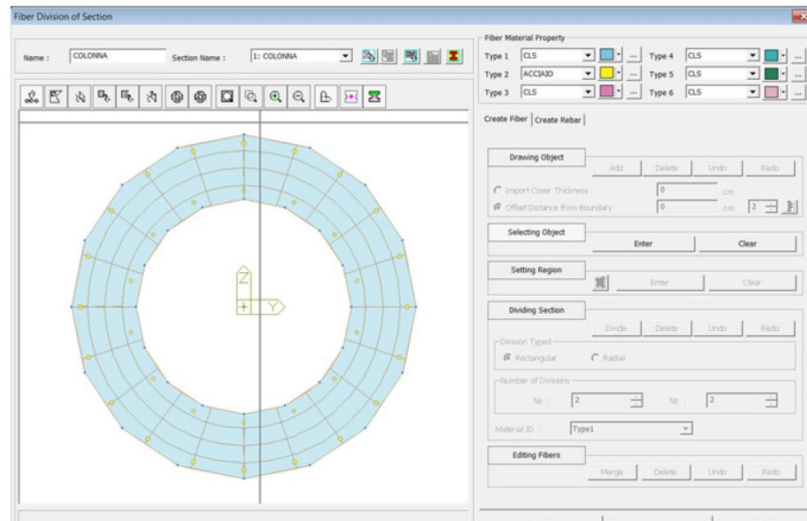 Fiber Division of Section
Name : COLONNA Section Name : 1: COLONNA
Fiber Material Property
Type 1 CLS ... Type 4 CLS ...
Type 2 ACCIAIO ... Type 5 CLS ...
Type 3 CLS ... Type 6 CLS ...
Create Fiber Create Rebar
Drawing Object
Add Delete Undo Redo
Import Cover Thickness 0 cm
Offset Distance from Boundary 0 cm 2
Selecting Object
Enter Clear
Setting Region
Enter Clear
Dividing Section
Divide Delete Undo Redo
Division Typed
Rectangular Radial
Number of Divisions
2 2
Material ID : Type1
Editing Fibers
Merge Delete Undo Redo
Z
Y